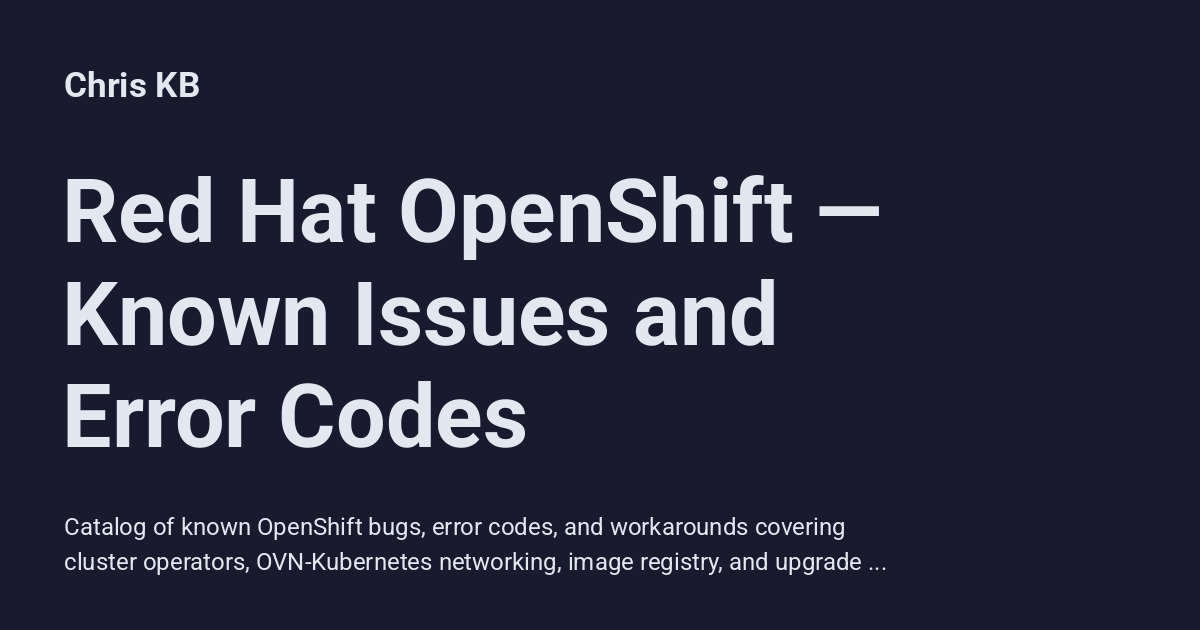 Chris KB
Red Hat OpenShift —
Known Issues and
Error Codes
Catalog of known OpenShift bugs, error codes, and workarounds covering
cluster operators, OVN-Kubernetes networking, image registry, and upgrade ...